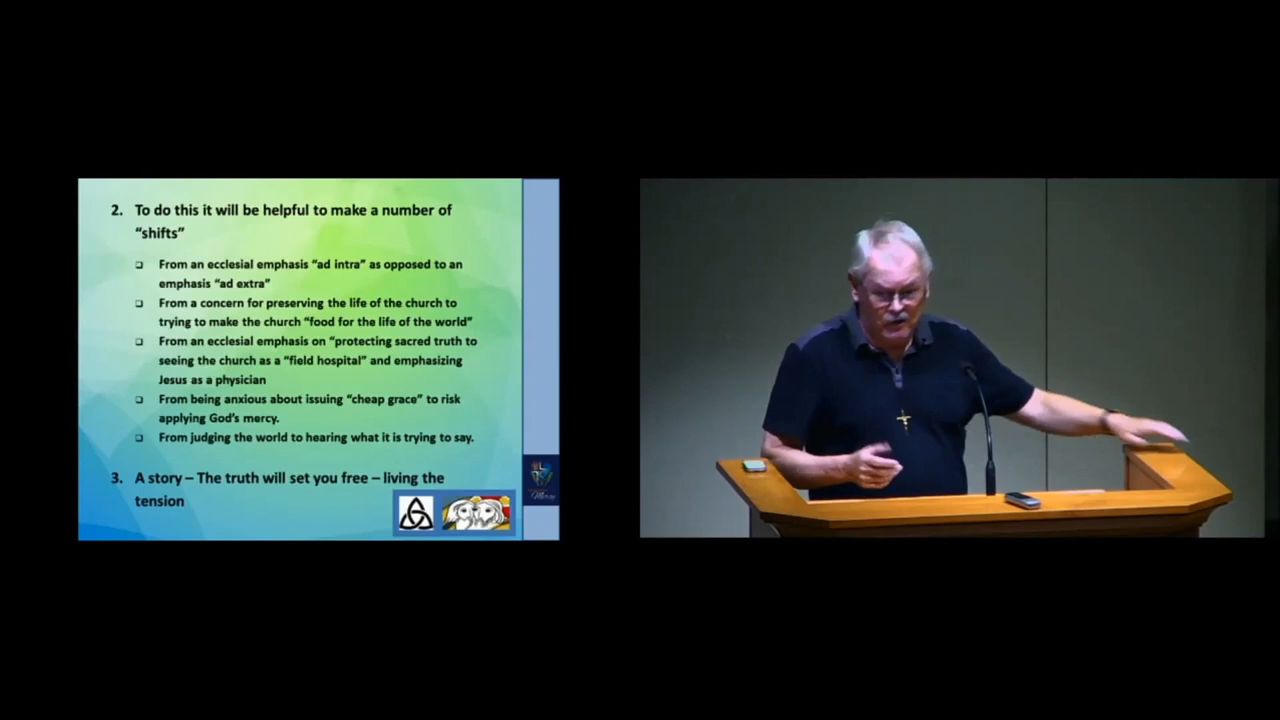 2. To do this it will be helpful to make a number of
“shifts”
❑ From an ecclesial emphasis “ad intra” as opposed to an
emphasis “ad extra”
❑ From a concern for preserving the life of the church to
trying to make the church “food for the life of the world”
❑ From an ecclesial emphasis on “protecting sacred truth to
seeing the church as a “field hospital” and emphasizing
Jesus as a physician
❑ From being anxious about issuing “cheap grace” to risk
applying God’s mercy.
❑ From judging the world to hearing what it is trying to say.
3. A story – The truth will set you free – living the
tension
Mercy